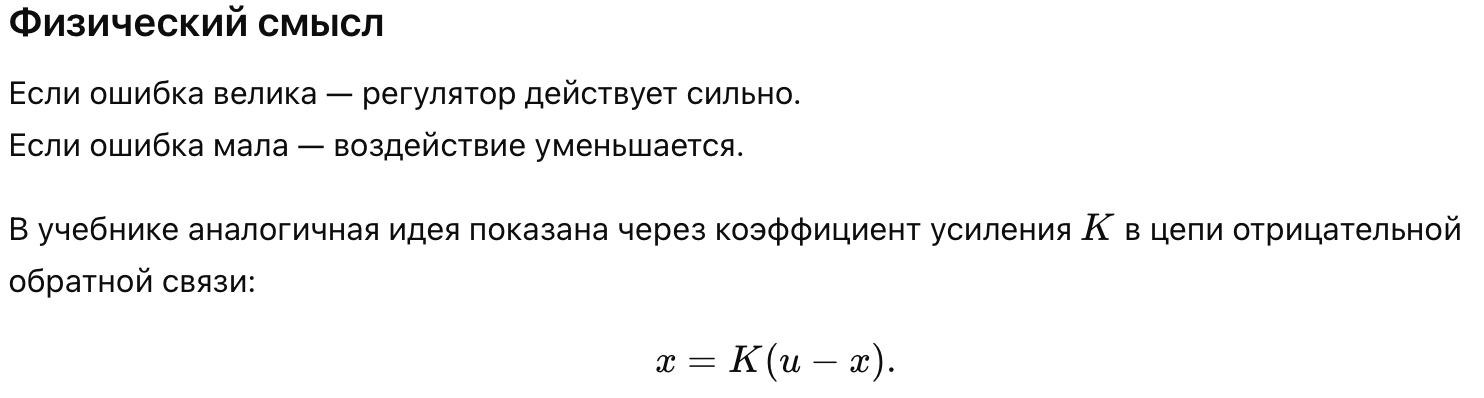 Физический смысл
Если ошибка велика — регулятор действует сильно.
Если ошибка мала — воздействие уменьшается.
В учебнике аналогичная идея показана через коэффициент усиления K в цепи отрицательной
обратной связи:
x = K(u − x).